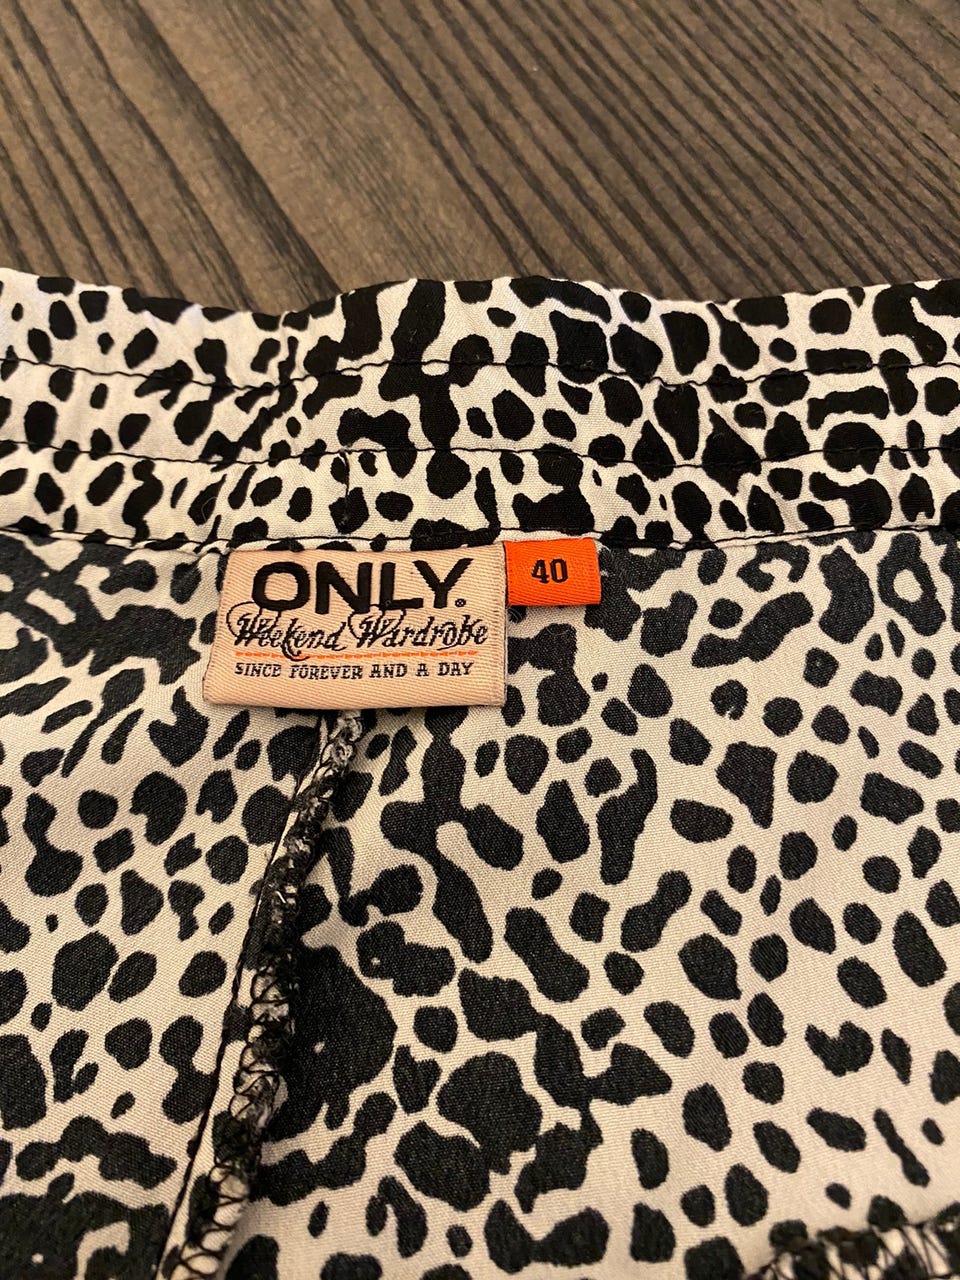 ONLY®
Weekend Wardrobe
SINCE FOREVER AND A DAY
40